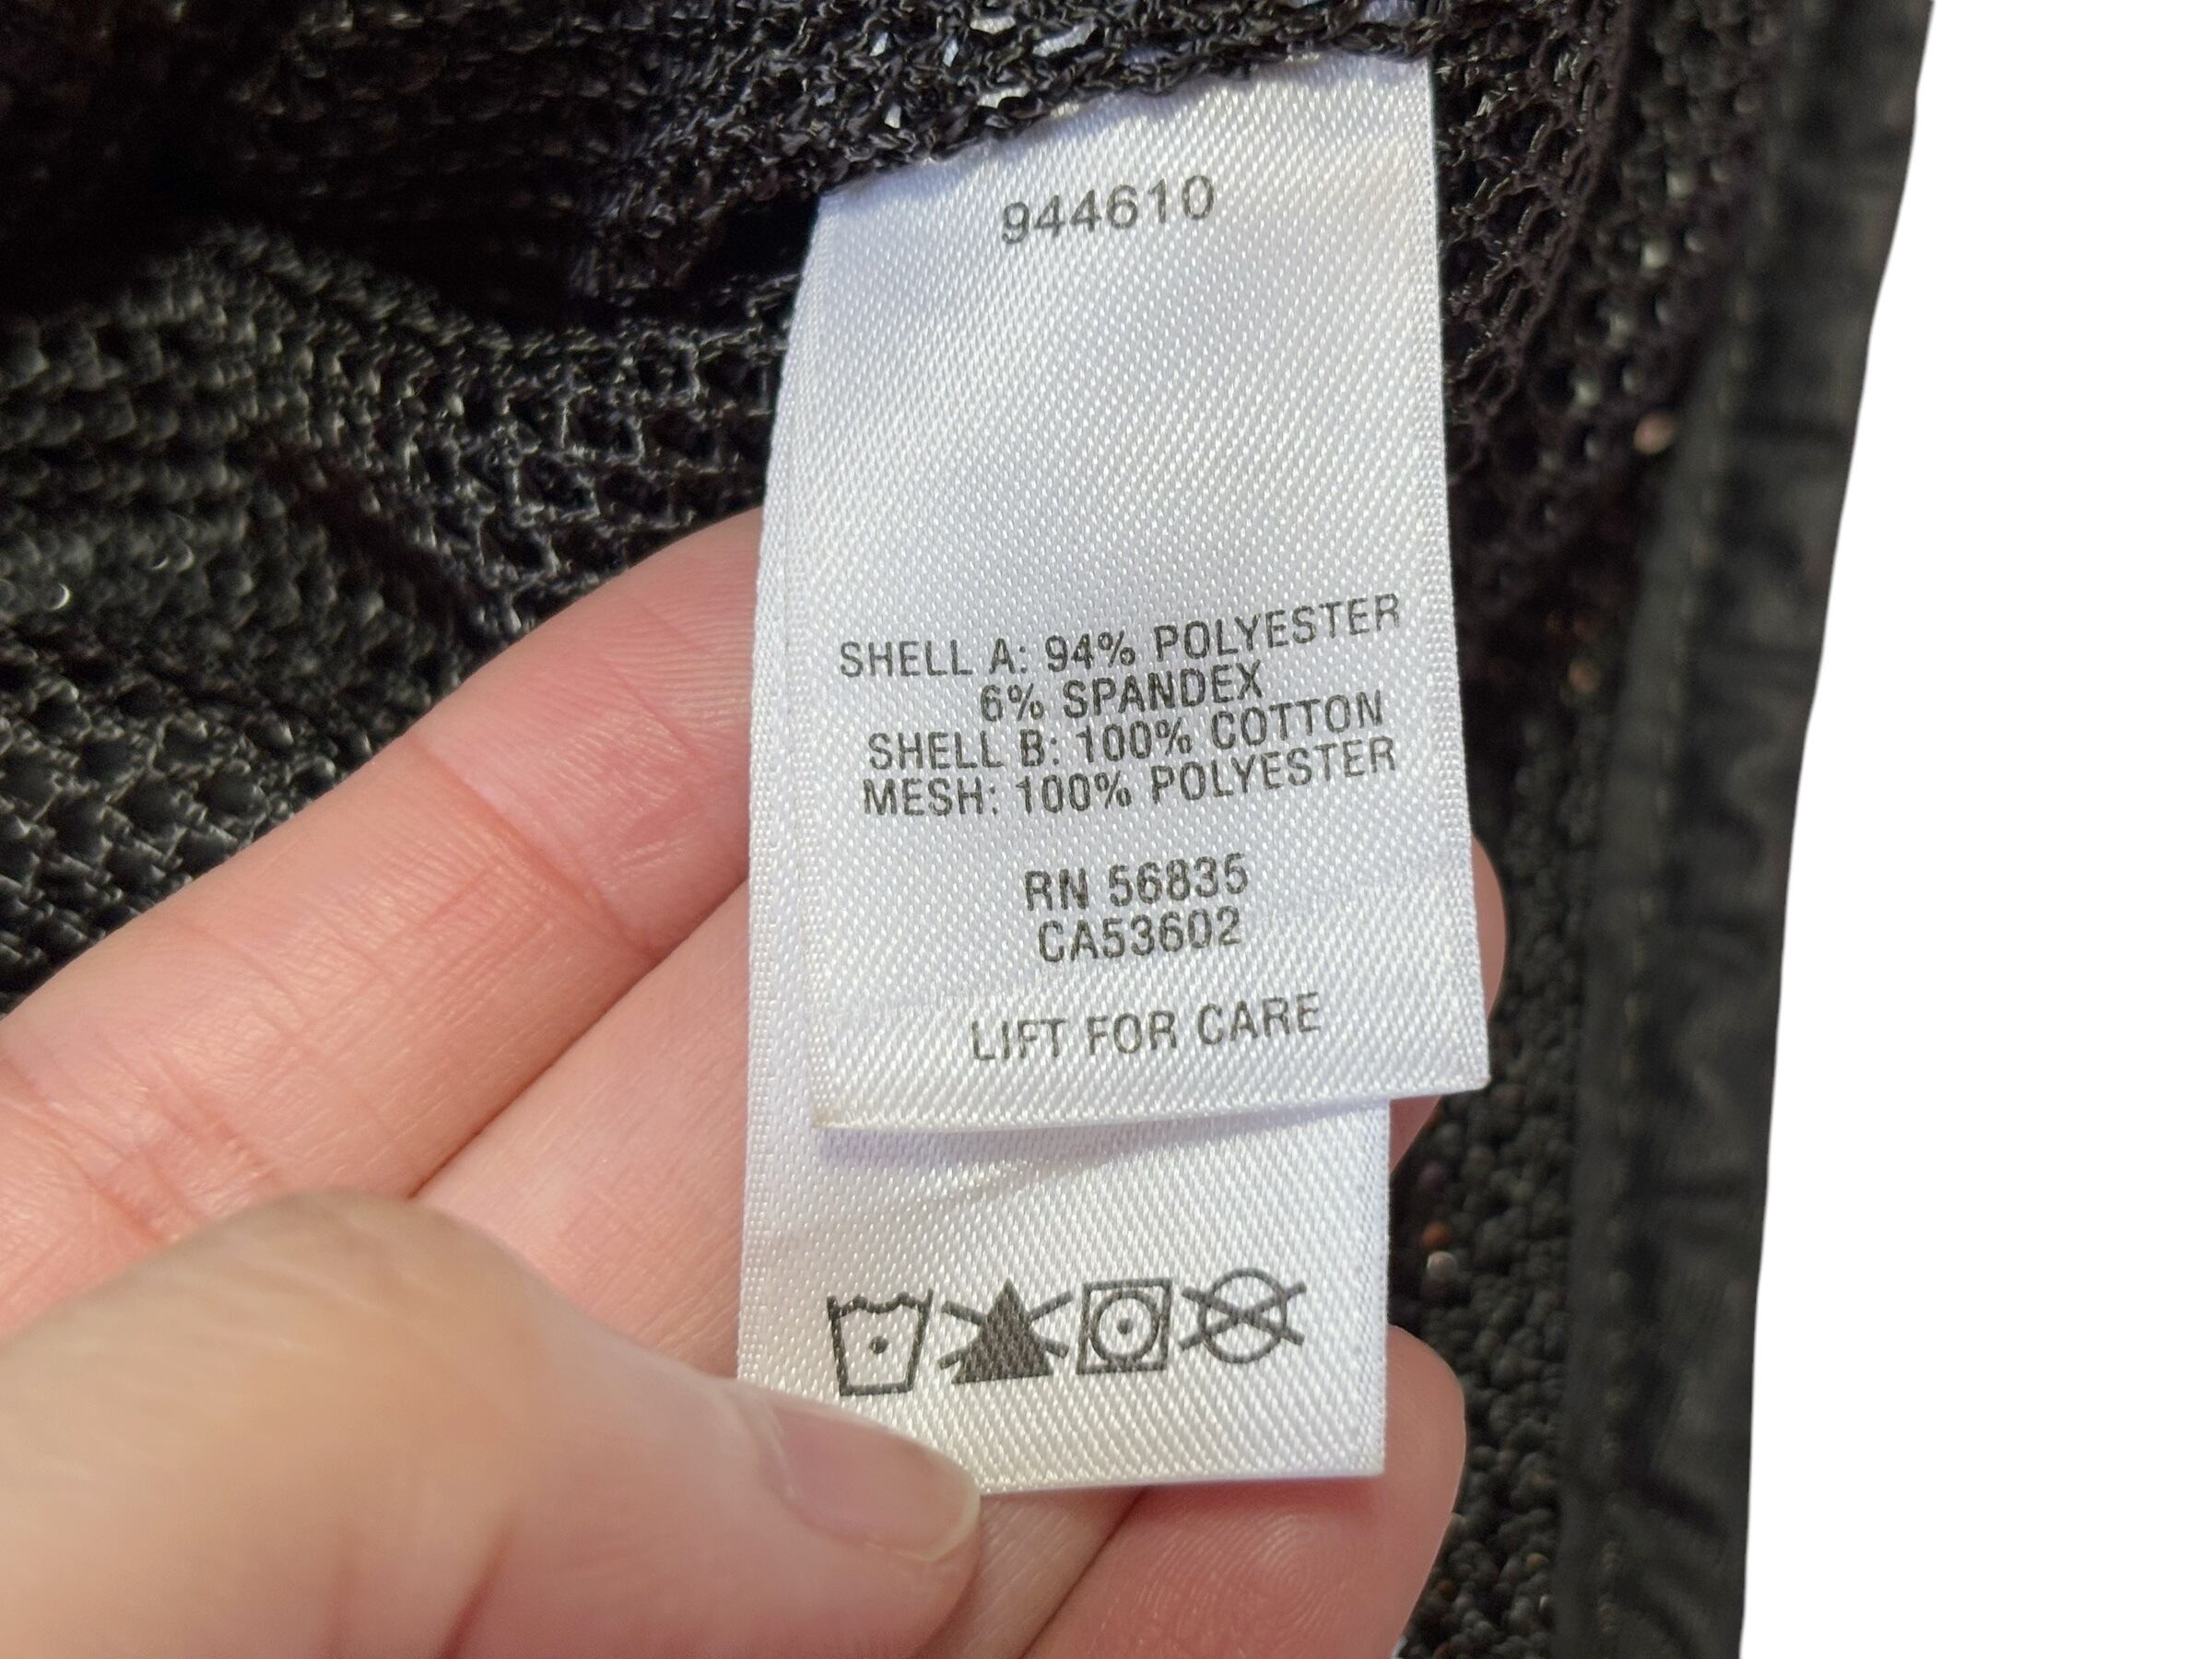 944610
SHELL A: 94% POLYESTER
6% SPANDEX
SHELL B: 100% COTTON
MESH: 100% POLYESTER
RN 56835
CA53602
LIFT FOR CARE